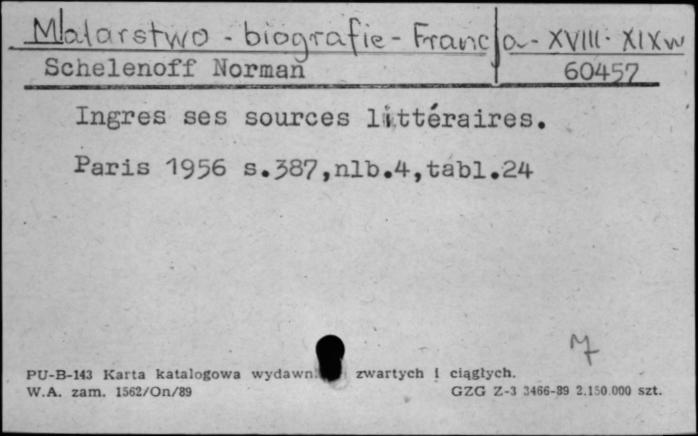 Malarstwo - biografie - Francja - XVIII - XIX w
Schelenoff Norman 60457
Ingres ses sources littéraires.
Paris 1956 s.387,nlb.4,tabl.24
PU-B-143 Karta katalogowa wydawn. zwartych i ciągłych.
W.A. zam. 1562/On/89 GZG Z-3 3466-89 2.150.000 szt.